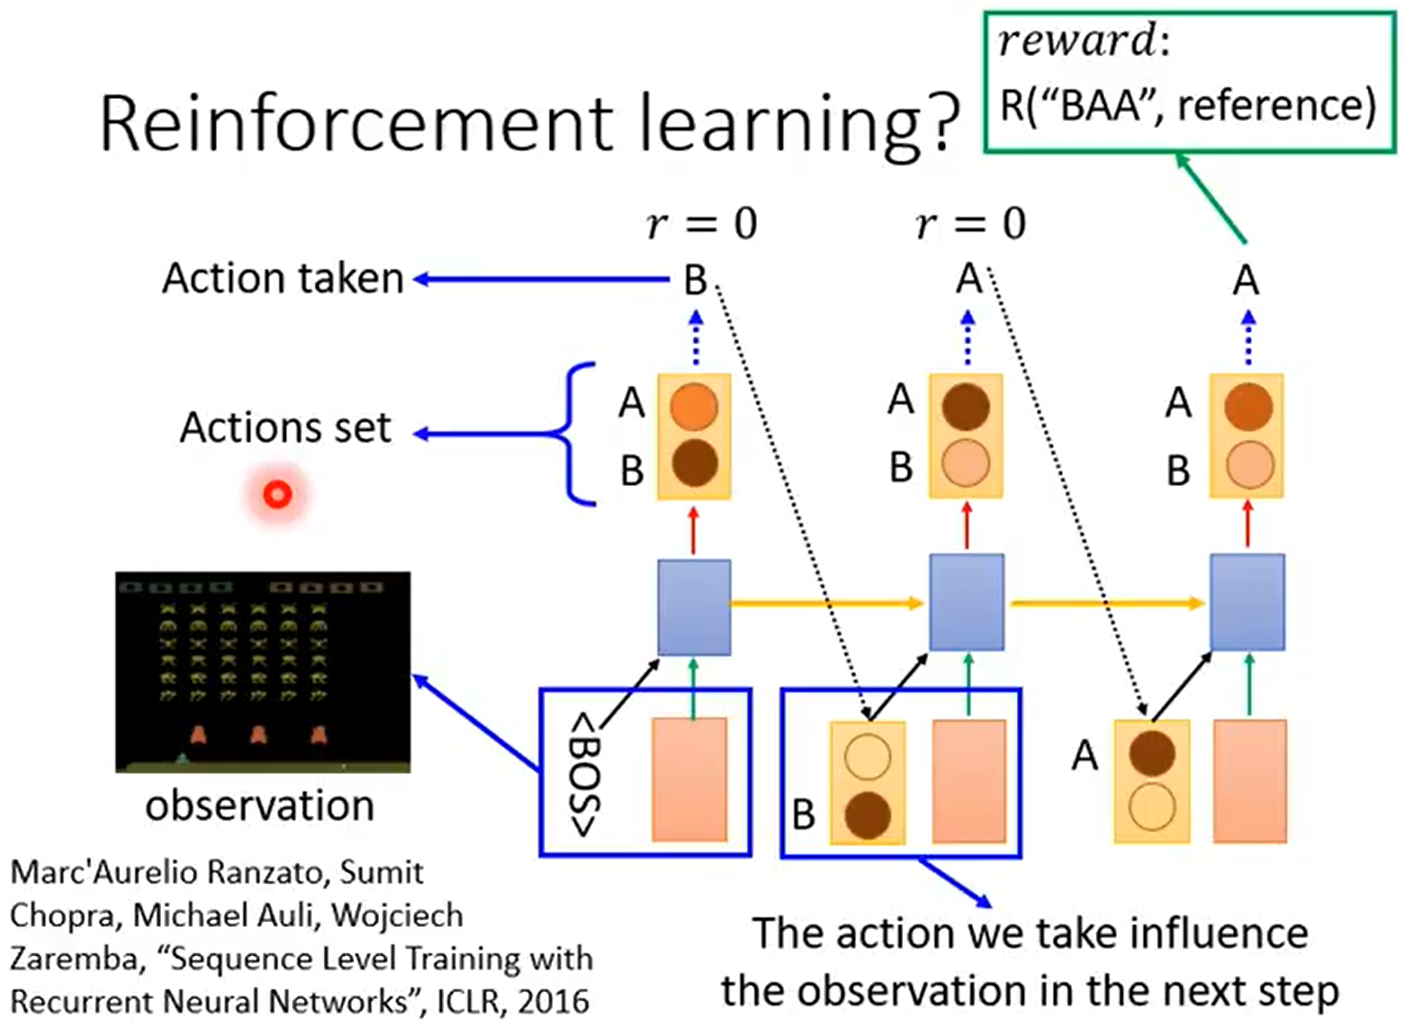 reward:
R(“BAA”, reference)
Reinforcement learning?
r = 0
r = 0
Action taken
B
A
A
A
A
A
Actions set
B
B
B
<BOS>
A
B
observation
Marc'Aurelio Ranzato, Sumit
Chopra, Michael Auli, Wojciech
Zaremba, “Sequence Level Training with
Recurrent Neural Networks”, ICLR, 2016
The action we take influence
the observation in the next step